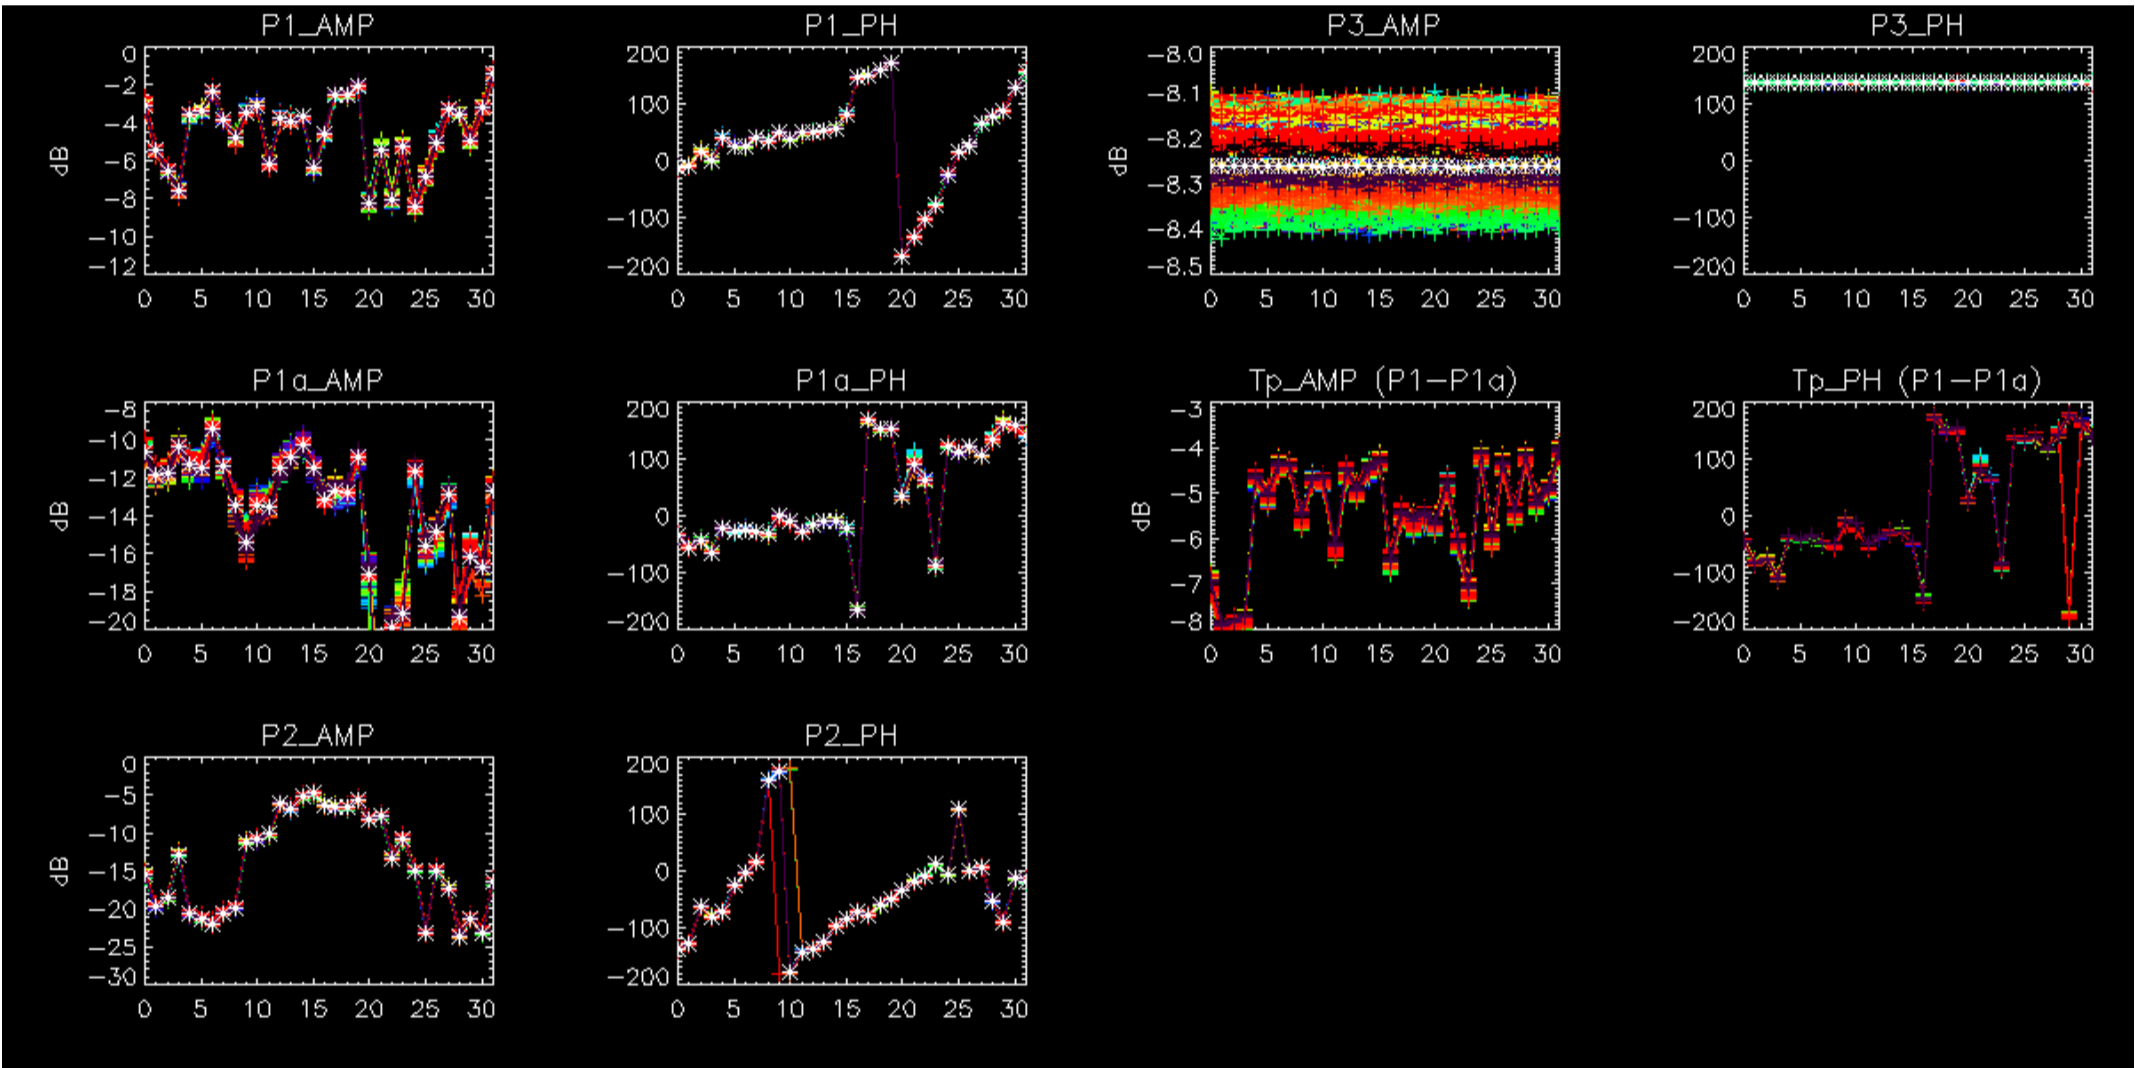 P1_AMP
P1_PH
P3_AMP
P3_PH
0
−2
−4
−6
−8
−10
−12
dB
0 5 10 15 20 25 30
200
100
0
−100
−200
0 5 10 15 20 25 30
−8.0
−8.1
−8.2
−8.3
−8.4
−8.5
dB
0 5 10 15 20 25 30
200
100
0
−100
−200
0 5 10 15 20 25 30
P1a_AMP
P1a_PH
Tp_AMP (P1−P1a)
Tp_PH (P1−P1a)
−8
−10
−12
−14
−16
−18
−20
dB
0 5 10 15 20 25 30
200
100
0
−100
−200
0 5 10 15 20 25 30
−3
−4
−5
−6
−7
−8
dB
0 5 10 15 20 25 30
200
100
0
−100
−200
0 5 10 15 20 25 30
P2_AMP
P2_PH
0
−5
−10
−15
−20
−25
−30
dB
0 5 10 15 20 25 30
200
100
0
−100
−200
0 5 10 15 20 25 30